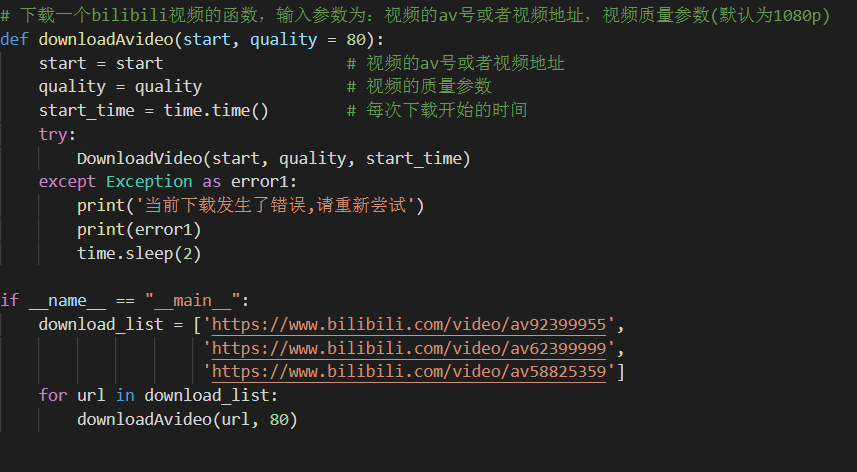 # 下载一个bilibili视频的函数，输入参数为：视频的av号或者视频地址，视频质量参数(默认为1080p)
def downloadAvideo(start, quality = 80):
    start = start                   # 视频的av号或者视频地址
    quality = quality               # 视频的质量参数
    start_time = time.time()        # 每次下载开始的时间
    try:
        DownloadVideo(start, quality, start_time)
    except Exception as error1:
        print('当前下载发生了错误,请重新尝试')
        print(error1)
        time.sleep(2)

if __name__ == "__main__":
    download_list = ['https://www.bilibili.com/video/av92399955',
                     'https://www.bilibili.com/video/av62399999',
                     'https://www.bilibili.com/video/av58825359']
    for url in download_list:
        downloadAvideo(url, 80)